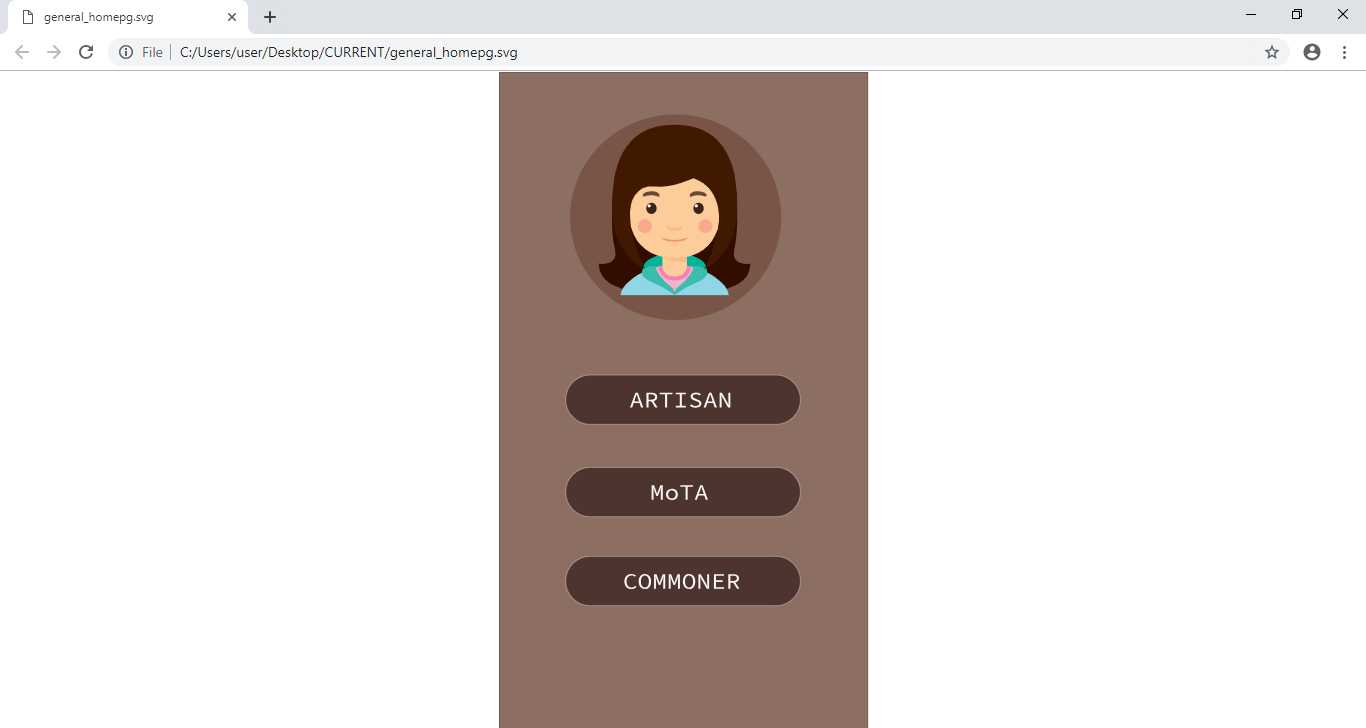 general_homepg.svg
File
C:/Users/user/Desktop/CURRENT/general_homepg.svg
ARTISAN
MoTA
COMMONER